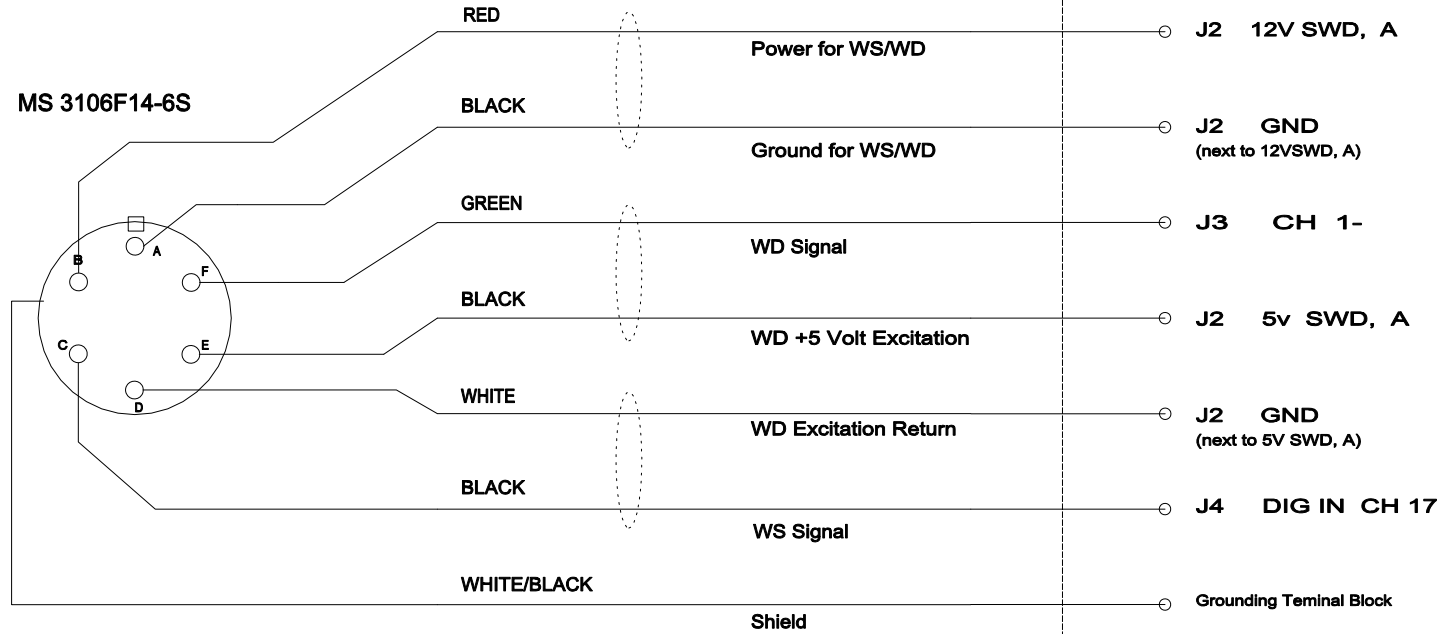 RED
J2 12V SWD, A
Power for WS/WD
MS 3106F14-6S
BLACK
J2 GND
(next to 12VSWD, A)
Ground for WS/WD
GREEN
J3 CH 1-
WD Signal
A
B
F
BLACK
J2 5v SWD, A
WD +5 Volt Excitation
C
E
D
WHITE
J2 GND
(next to 5V SWD, A)
WD Excitation Return
BLACK
J4 DIG IN CH 17
WS Signal
WHITE/BLACK
Grounding Teminal Block
Shield